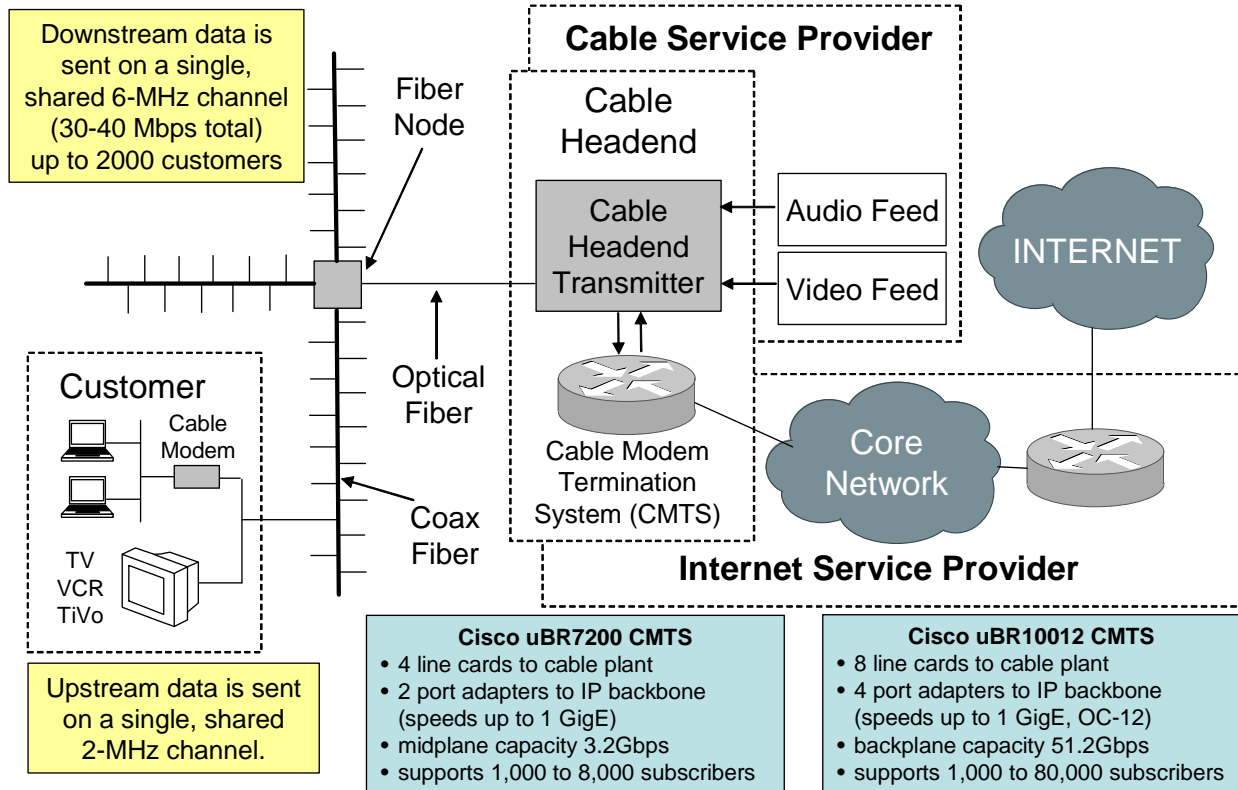 Downstream data is
sent on a single,
shared 6-MHz channel
(30-40 Mbps total)
up to 2000 customers
Fiber
Node
Cable Service Provider
Cable
Headend
Cable
Headend
Transmitter
Audio Feed
Video Feed
INTERNET
Optical
Fiber
Customer
Cable
Modem
TV
VCR
TiVo
Coax
Fiber
Cable Modem
Termination
System (CMTS)
Core
Network
Internet Service Provider
Upstream data is sent
on a single, shared
2-MHz channel.
Cisco uBR7200 CMTS
• 4 line cards to cable plant
• 2 port adapters to IP backbone
(speeds up to 1 GigE)
• midplane capacity 3.2Gbps
• supports 1,000 to 8,000 subscribers
Cisco uBR10012 CMTS
• 8 line cards to cable plant
• 4 port adapters to IP backbone
(speeds up to 1 GigE, OC-12)
• backplane capacity 51.2Gbps
• supports 1,000 to 80,000 subscribers